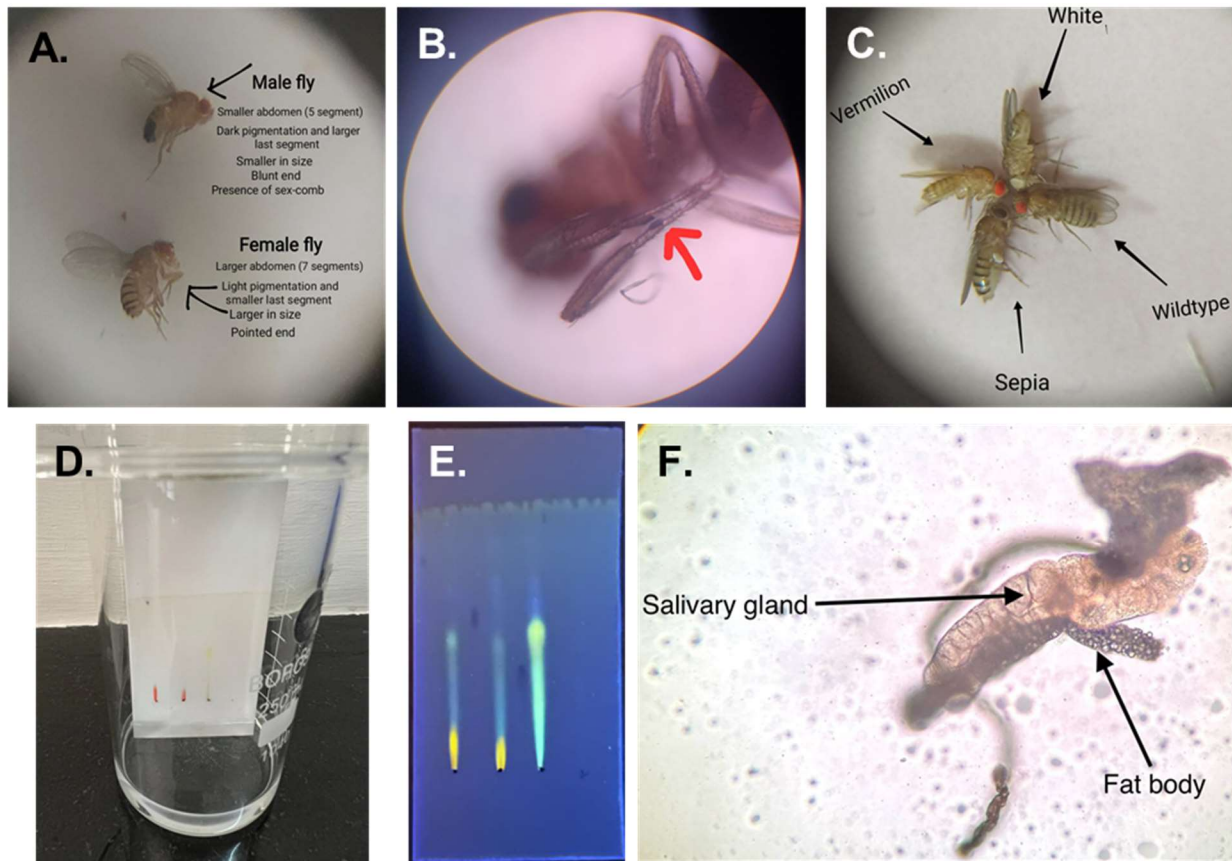 A.
Male fly
Smaller abdomen (5 segment)
Dark pigmentation and larger
last segment
Smaller in size
Blunt end
Presence of sex-comb
Female fly
Larger abdomen (7 segments)
Light pigmentation and
smaller last segment
Larger in size
Pointed end
B.
C.
White
Vermilion
Wildtype
Sepia
D.
E.
F.
Salivary gland
Fat body